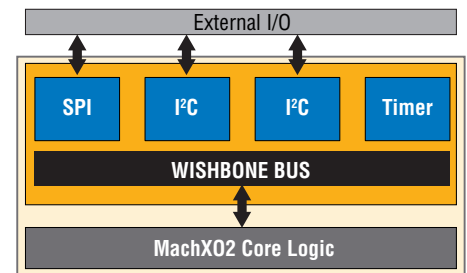 External I/O
SPI I²C I²C Timer
WISHBONE BUS
MachXO2 Core Logic